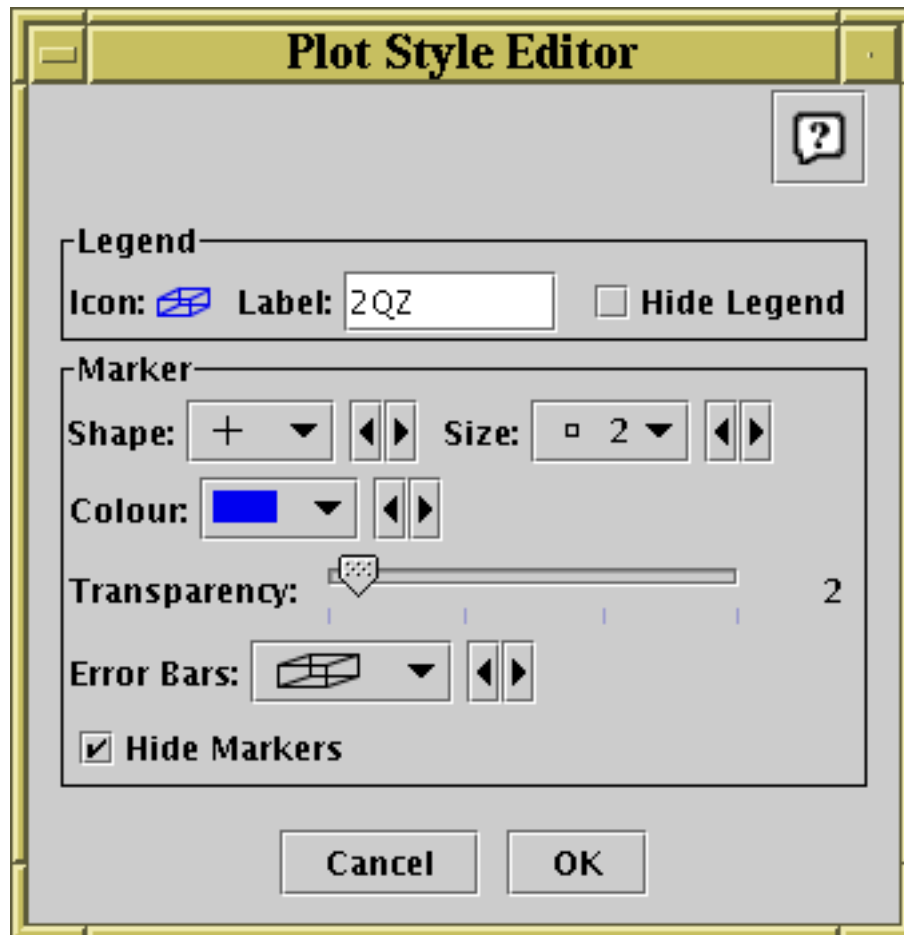 Plot Style Editor
?
Legend
Icon: Label: 2QZ Hide Legend
Marker
Shape: Size: 2
Colour:
Transparency: 2
Error Bars:
Hide Markers
Cancel OK